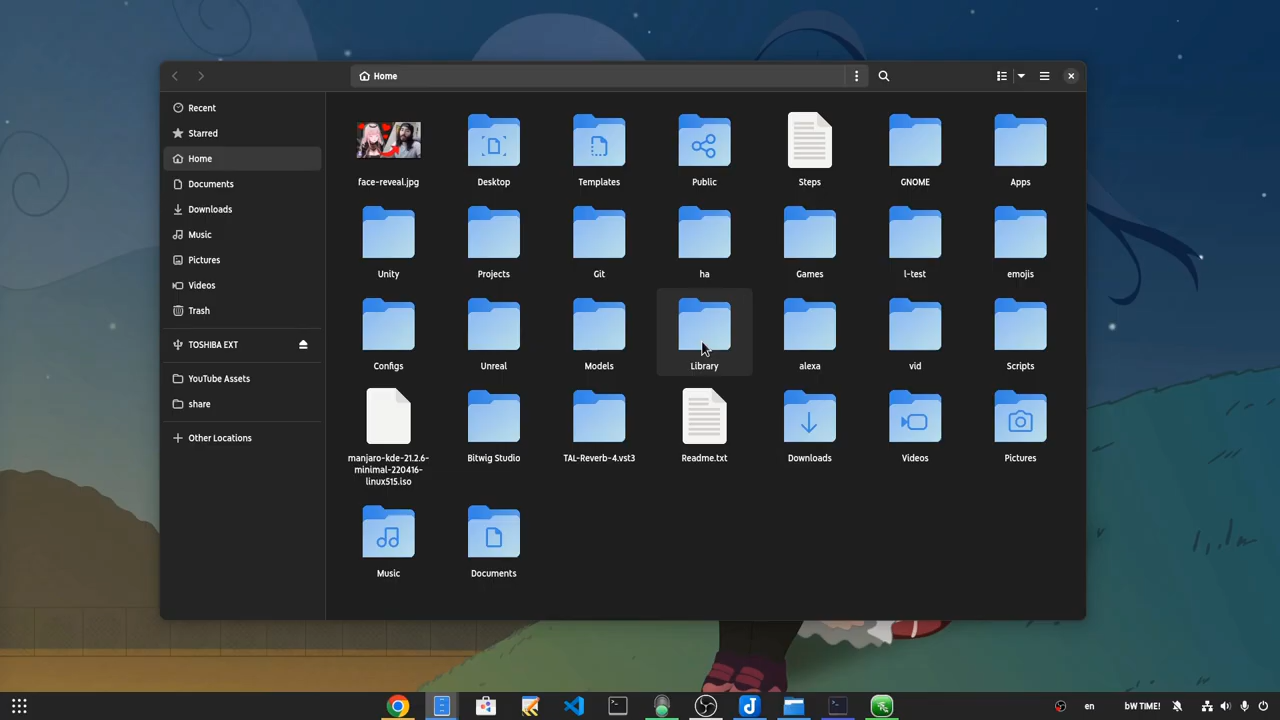 Home
Recent
Starred
Home
Documents
Downloads
Music
Pictures
Videos
Trash
TOSHIBA EXT
YouTube Assets
share
Other Locations
face-reveal.jpg
Desktop
Templates
Public
Steps
GNOME
Apps
Unity
Projects
Git
ha
Games
l-test
emojis
Configs
Unreal
Models
Library
alexa
vid
Scripts
manjaro-kde-21.2.6-
minimal-220416-
linux515.iso
Bitwig Studio
TAL-Reverb-4.vst3
Readme.txt
Downloads
Videos
Pictures
Music
Documents
en
bW TIME!